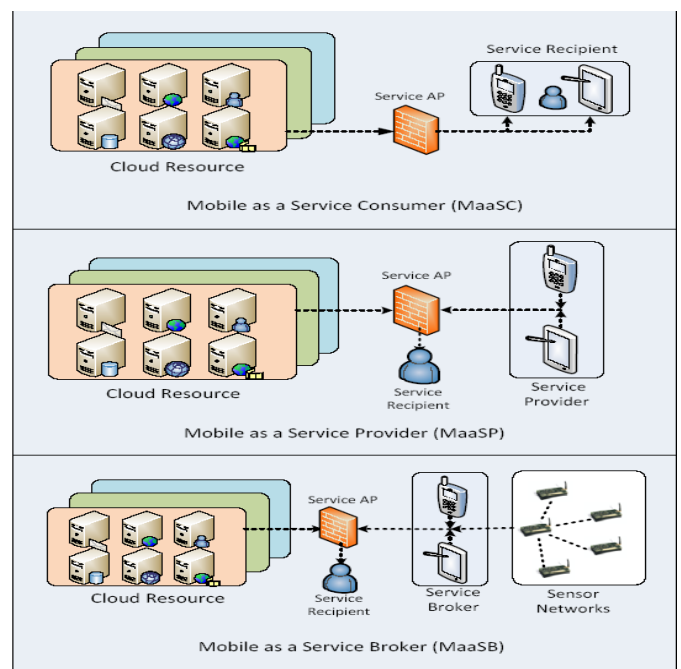 Service Recipient
Service AP
Cloud Resource
Mobile as a Service Consumer (MaaSC)
Service AP
Cloud Resource
Service
Recipient
Service
Provider
Mobile as a Service Provider (MaaSP)
Service AP
Cloud Resource
Service
Recipient
Service
Broker
Sensor
Networks
Mobile as a Service Broker (MaaSB)